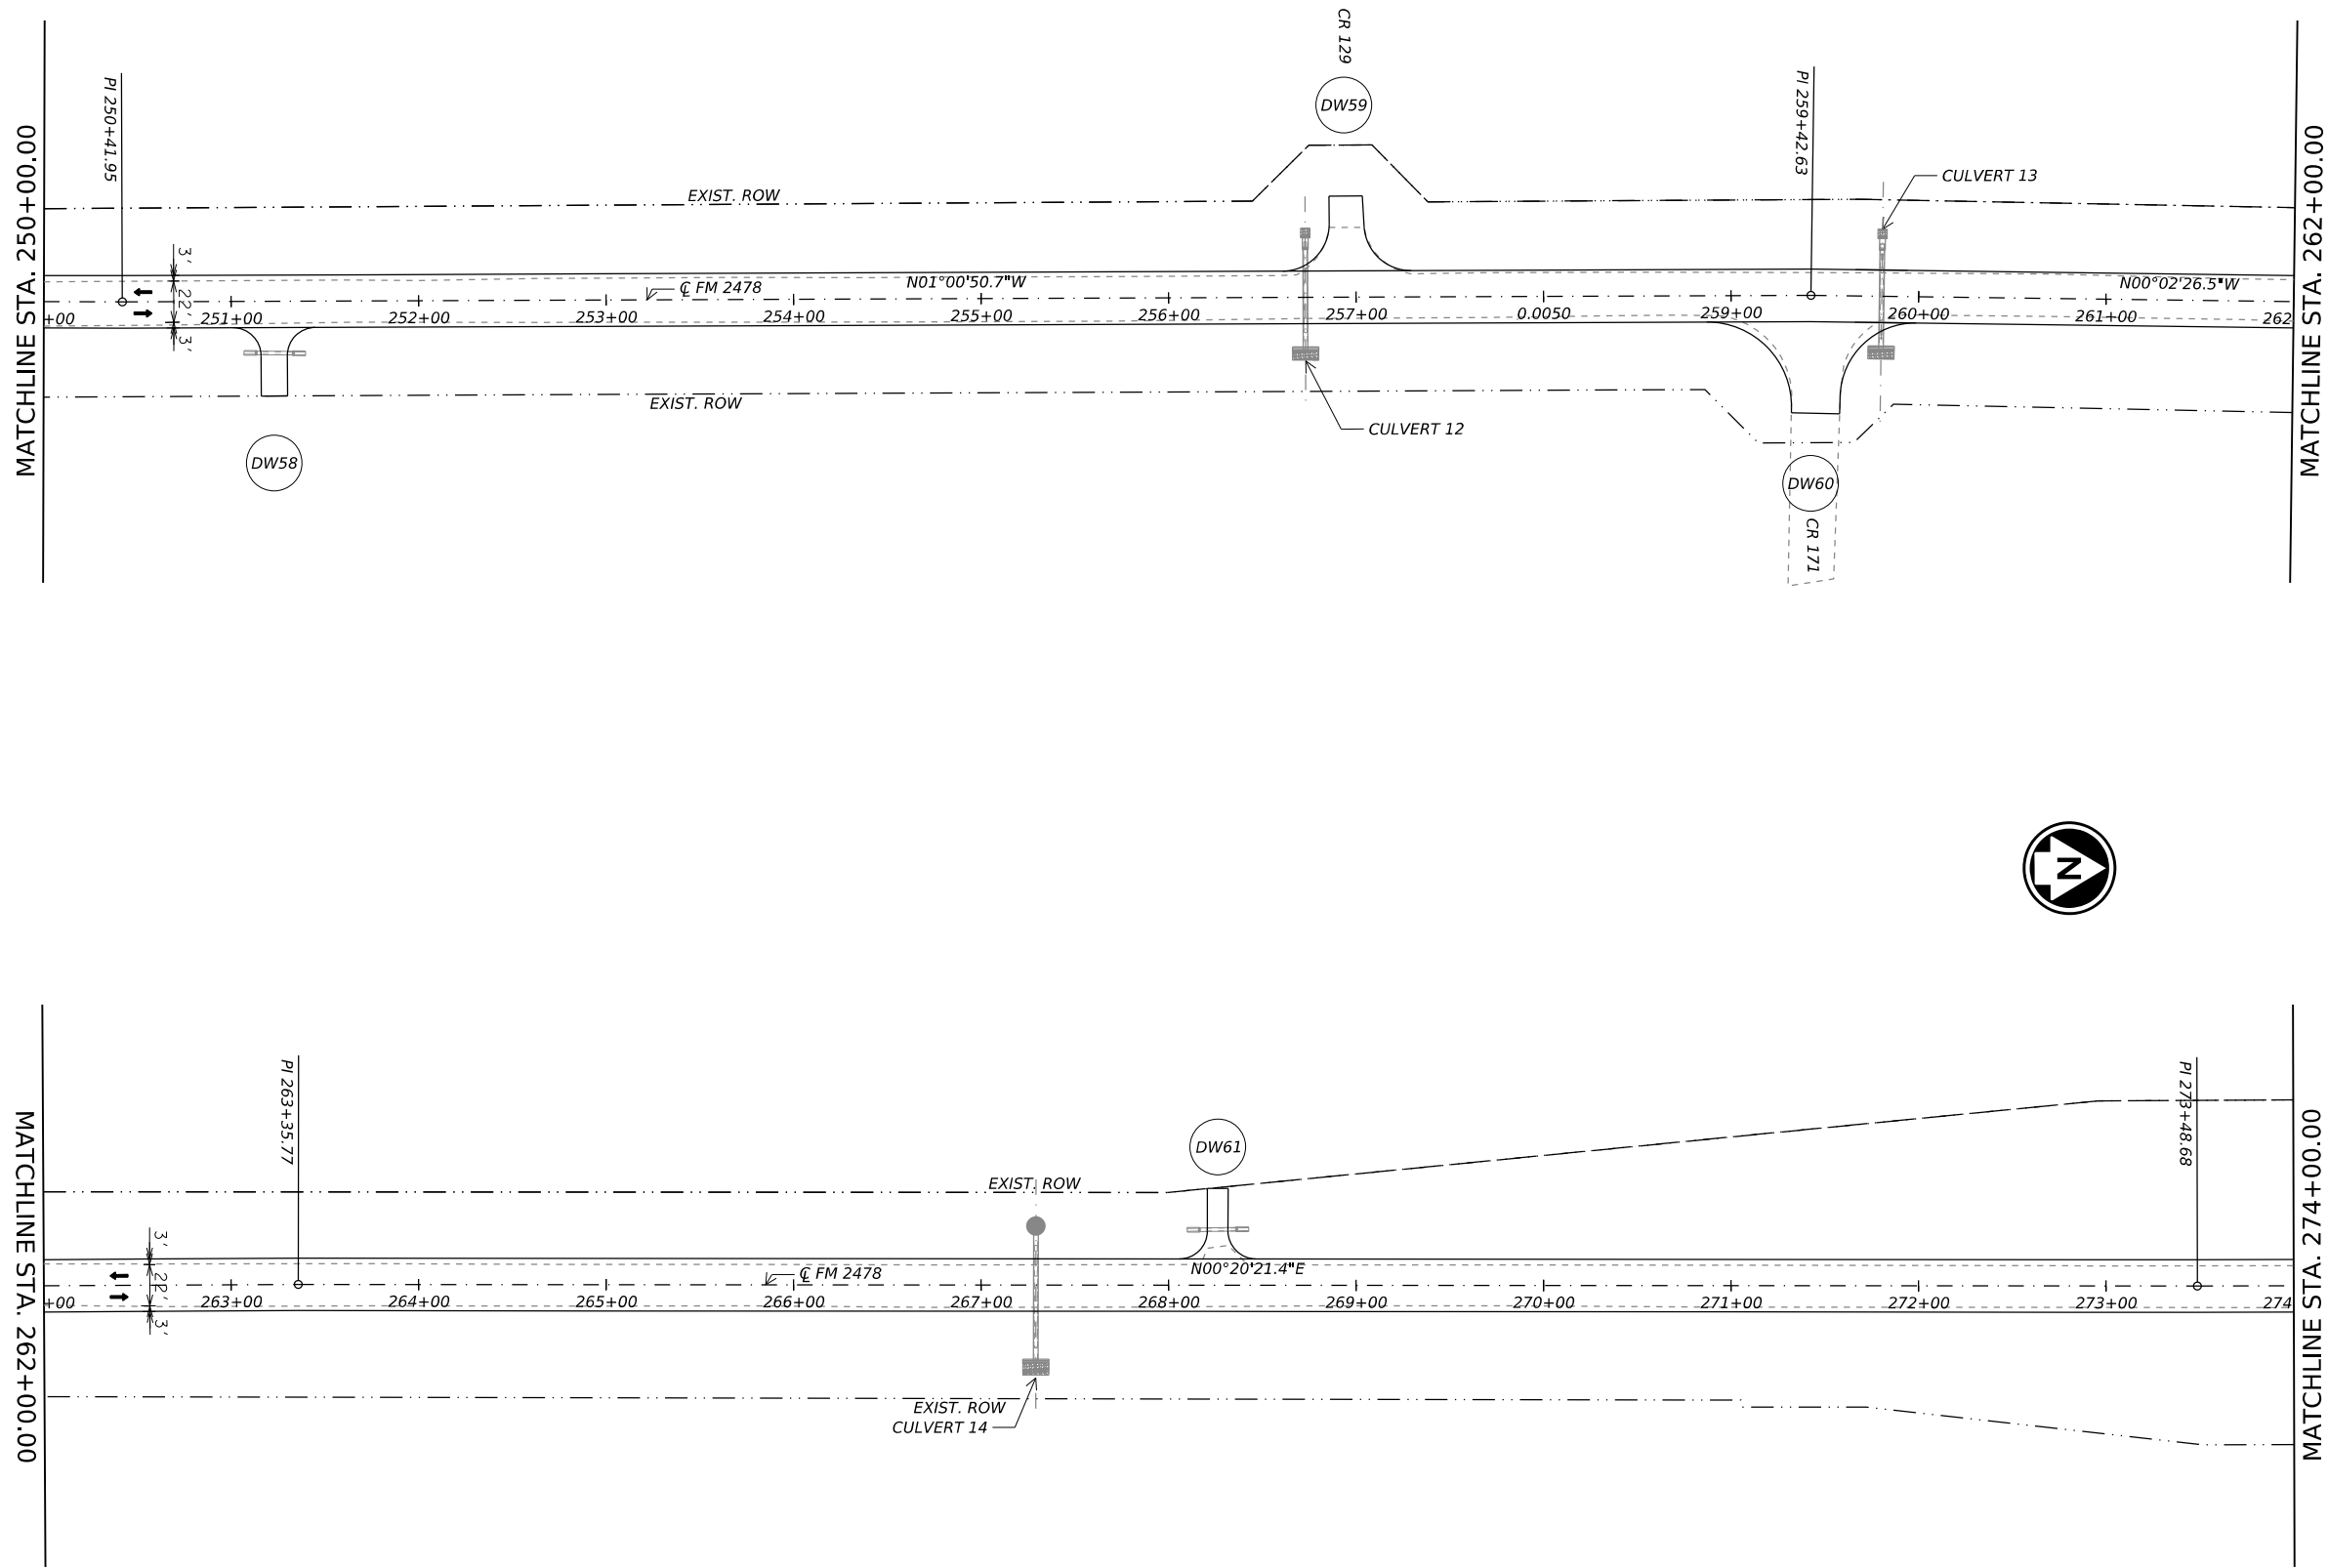 CR 129
DW59
PI 250+41.95
PI 259+42.63
MATCHLINE STA. 250+00.00
MATCHLINE STA. 262+00.00
CULVERT 13
EXIST. ROW
3'
22'
3'
℄ FM 2478
N01°00'50.7"W
N00°02'26.5"W
+00
251+00
252+00
253+00
254+00
255+00
256+00
257+00
0.0050
259+00
260+00
261+00
262
EXIST. ROW
CULVERT 12
DW58
DW60
CR 171
N
PI 263+35.77
PI 273+48.68
MATCHLINE STA. 262+00.00
MATCHLINE STA. 274+00.00
DW61
EXIST. ROW
3'
22'
3'
℄ FM 2478
N00°20'21.4"E
+00
263+00
264+00
265+00
266+00
267+00
268+00
269+00
270+00
271+00
272+00
273+00
274
EXIST. ROW
CULVERT 14